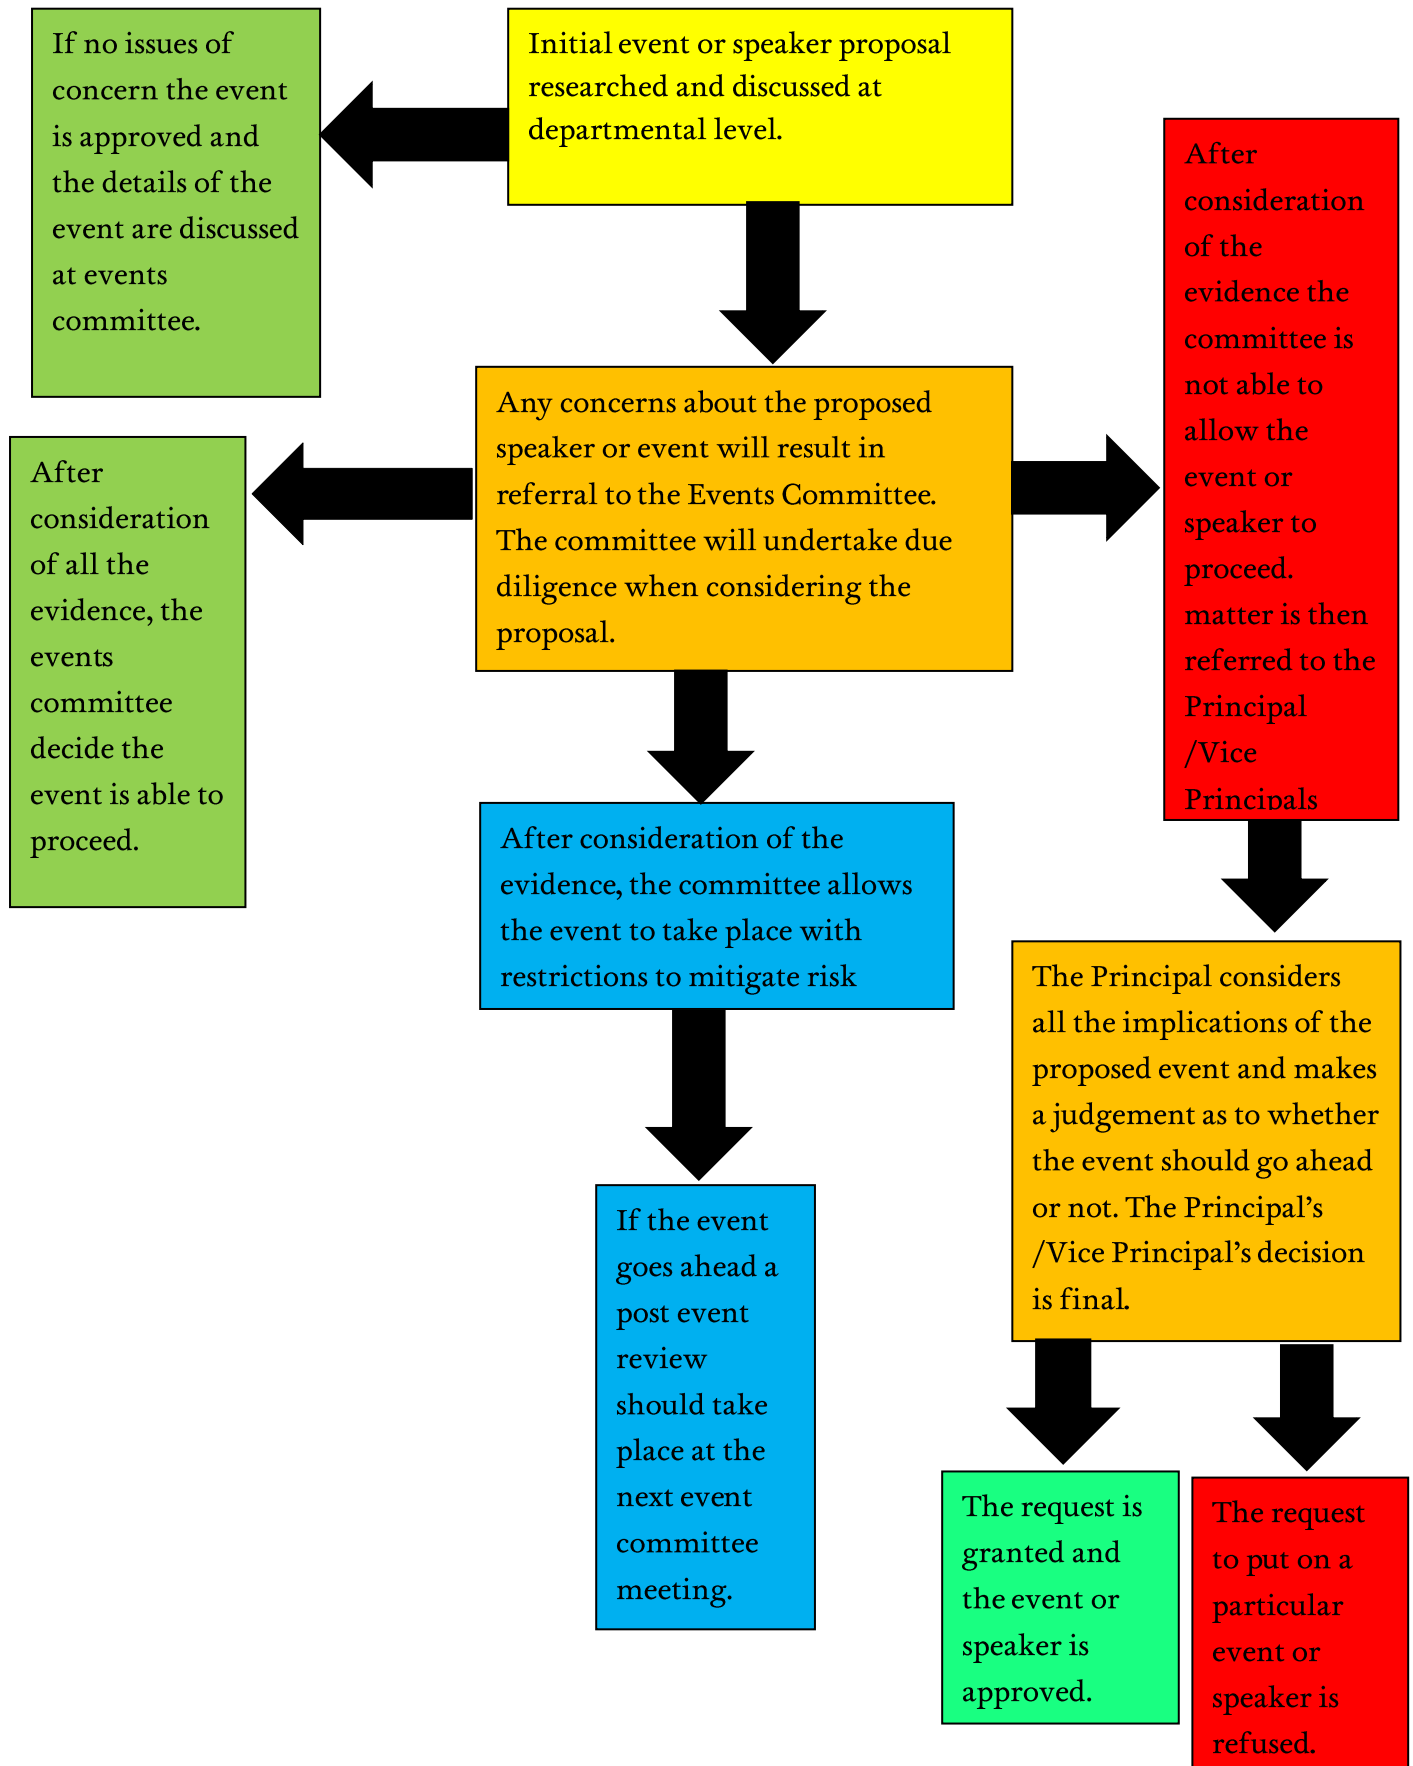 If no issues of
concern the event
is approved and
the details of the
event are discussed
at events
committee.
Initial event or speaker proposal
researched and discussed at
departmental level.
After
consideration
of the
evidence the
committee is
not able to
allow the
event or
speaker to
proceed.
matter is then
referred to the
Principal
/Vice
Principals
Any concerns about the proposed
speaker or event will result in
referral to the Events Committee.
The committee will undertake due
diligence when considering the
proposal.
After
consideration
of all the
evidence, the
events
committee
decide the
event is able to
proceed.
After consideration of the
evidence, the committee allows
the event to take place with
restrictions to mitigate risk
The Principal considers
all the implications of the
proposed event and makes
a judgement as to whether
the event should go ahead
or not. The Principal’s
/Vice Principal’s decision
is final.
If the event
goes ahead a
post event
review
should take
place at the
next event
committee
meeting.
The request is
granted and
the event or
speaker is
approved.
The request
to put on a
particular
event or
speaker is
refused.